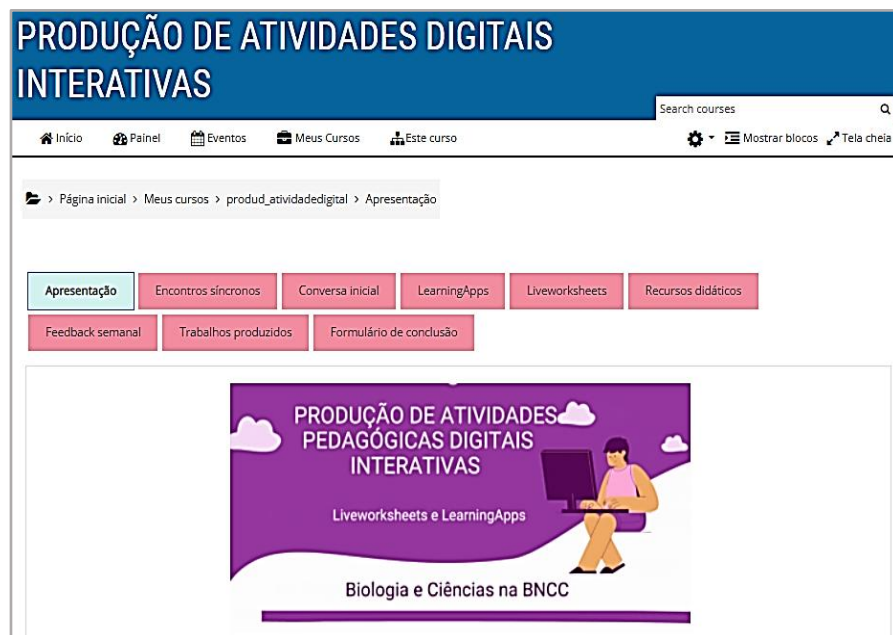 PRODUÇÃO DE ATIVIDADES DIGITAIS
INTERATIVAS
Search courses
Início Painel Eventos Meus Cursos Este curso Mostrar blocos Tela cheia
> Página inicial > Meus cursos > produd_atividadedigital > Apresentação
Apresentação Encontros síncronos Conversa inicial LearningApps Liveworksheets Recursos didáticos
Feedback semanal Trabalhos produzidos Formulário de conclusão
PRODUÇÃO DE ATIVIDADES
PEDAGÓGICAS DIGITAIS
INTERATIVAS
Liveworksheets e LearningApps
Biologia e Ciências na BNCC